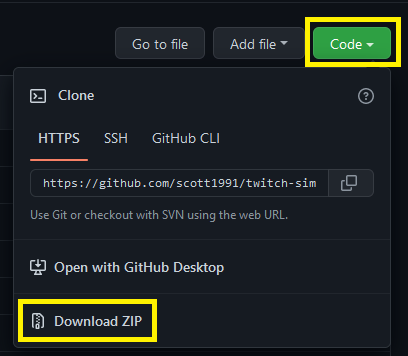 Go to file Add file Code
Clone
HTTPS SSH GitHub CLI
https://github.com/scott1991/twitch-sim
Use Git or checkout with SVN using the web URL.
Open with GitHub Desktop
Download ZIP